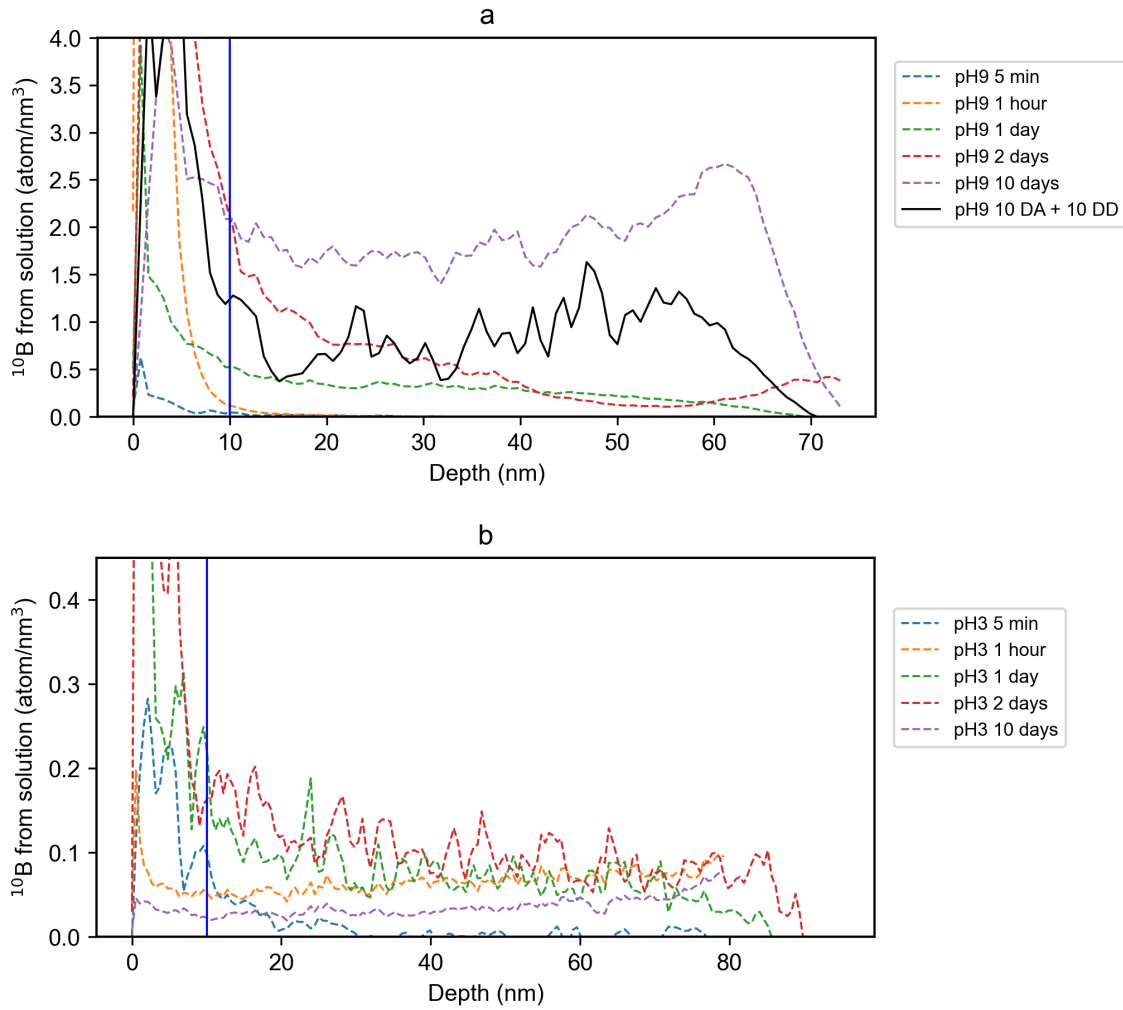 a
¹⁰B from solution (atom/nm³)
4.0
3.5
3.0
2.5
2.0
1.5
1.0
0.5
0.0
0 10 20 30 40 50 60 70
Depth (nm)
pH9 5 min
pH9 1 hour
pH9 1 day
pH9 2 days
pH9 10 days
pH9 10 DA + 10 DD
b
¹⁰B from solution (atom/nm³)
0.4
0.3
0.2
0.1
0.0
0 20 40 60 80
Depth (nm)
pH3 5 min
pH3 1 hour
pH3 1 day
pH3 2 days
pH3 10 days